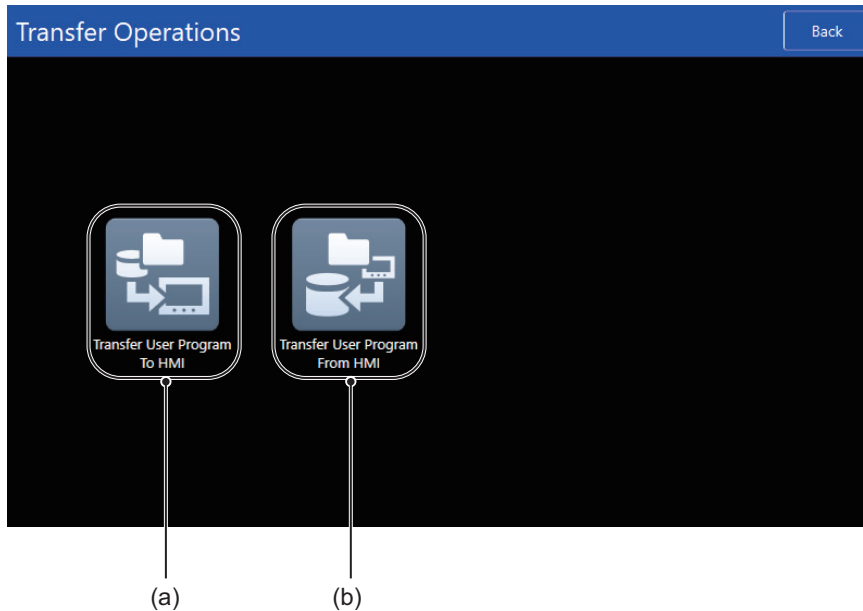 Transfer Operations
Back
Transfer User Program
To HMI
Transfer User Program
From HMI
(a)
(b)